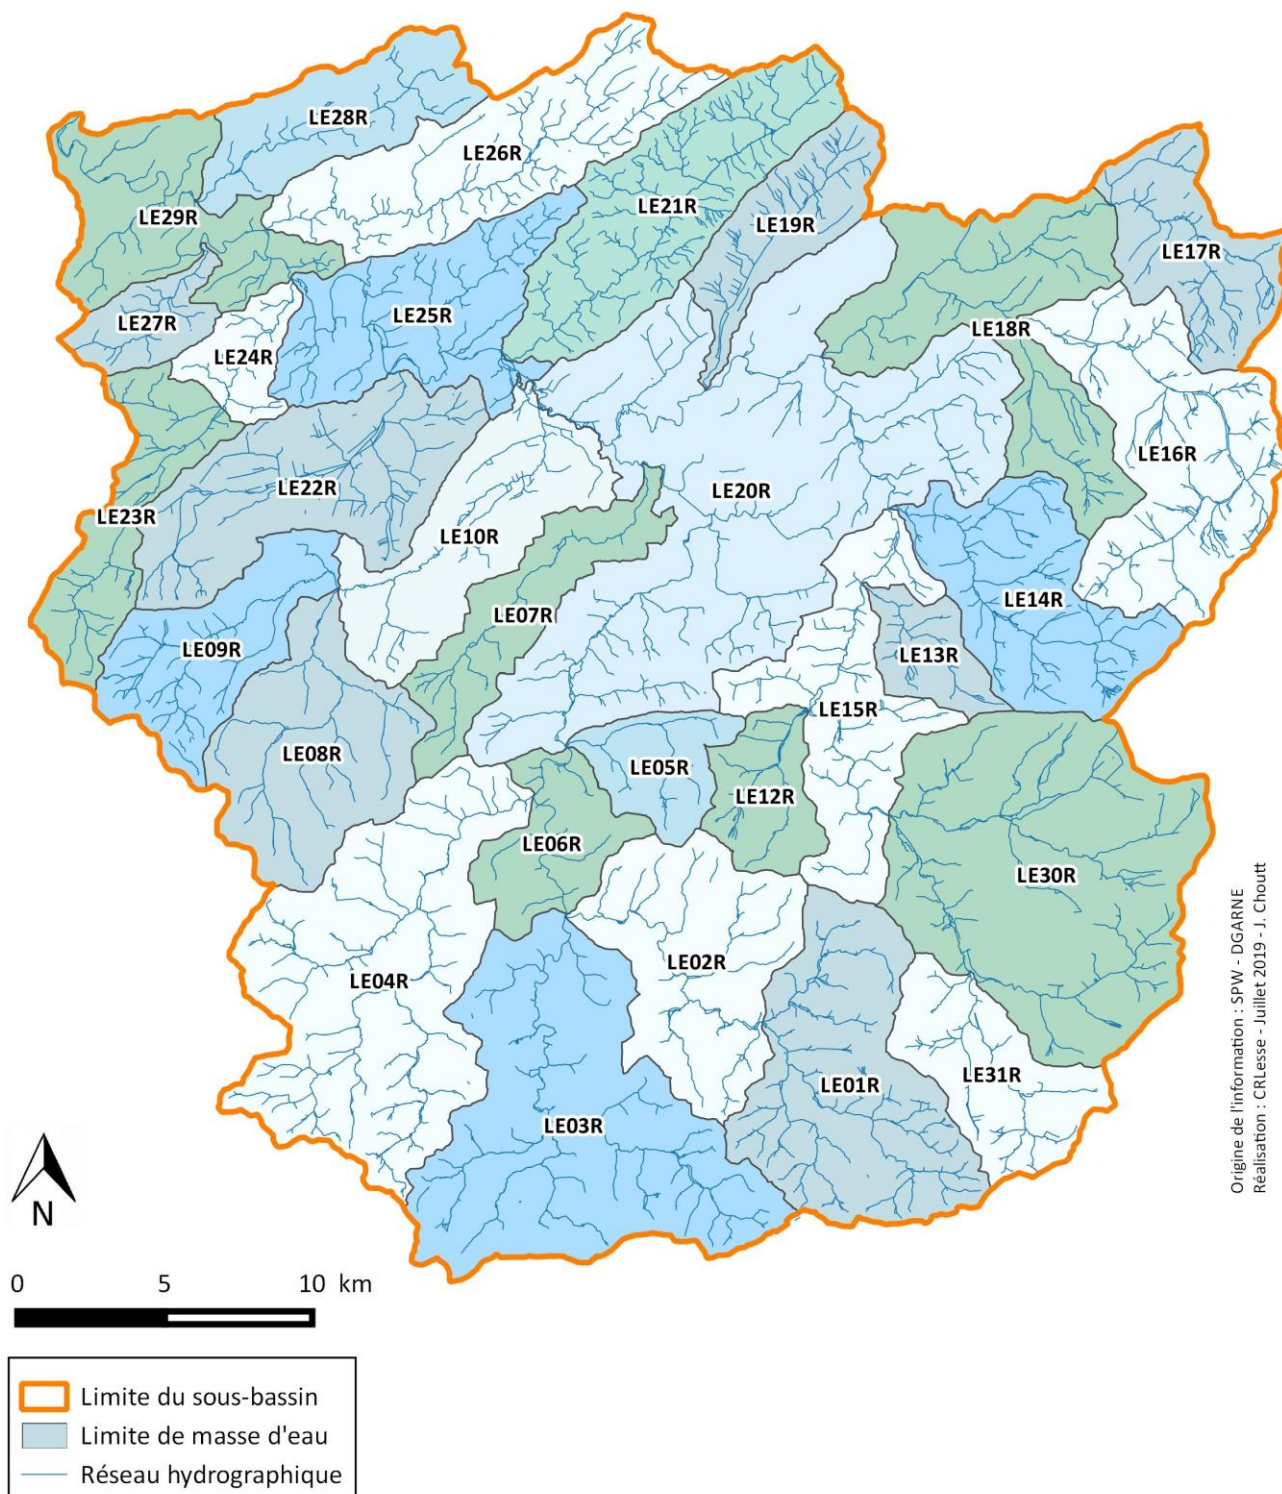 LE28R
LE26R
LE21R
LE29R
LE19R
LE17R
LE27R
LE25R
LE18R
LE24R
LE16R
LE22R
LE20R
LE23R
LE10R
LE14R
LE07R
LE09R
LE13R
LE15R
LE08R
LE05R
LE12R
LE06R
LE30R
LE02R
LE04R
LE31R
LE01R
LE03R
Origine de l'information : SPW - DGARNE
Réalisation : CRLesse - Juillet 2019 - J. Choutt
N
0 5 10 km
Limite du sous-bassin
Limite de masse d'eau
Réseau hydrographique